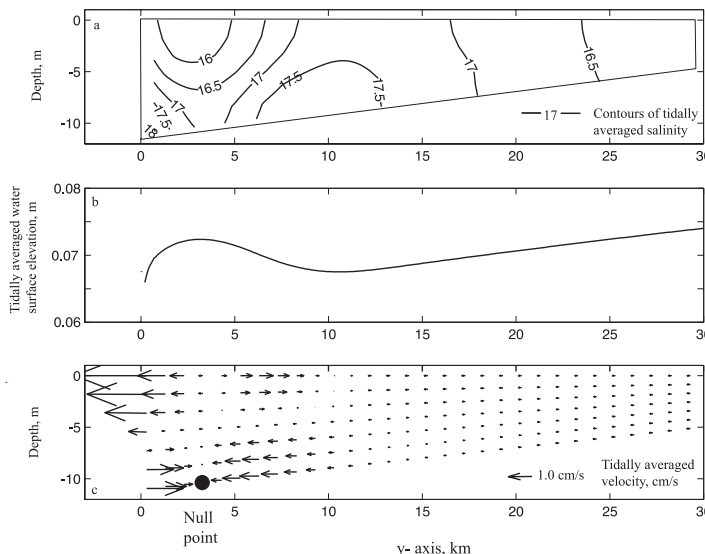 a
Depth, m
0
-5
-10
16
16.5
17
17.5
17
17.5
18
17.5
17
16.5
17 Contours of tidally
averaged salinity
0 5 10 15 20 25 30
b
Tidally averaged water
surface elevation, m
0.08
0.07
0.06
0 5 10 15 20 25 30
Depth, m
0
-5
-10
c
1.0 cm/s
Tidally averaged
velocity, cm/s
0 5 10 15 20 25 30
Null
point
y- axis, km